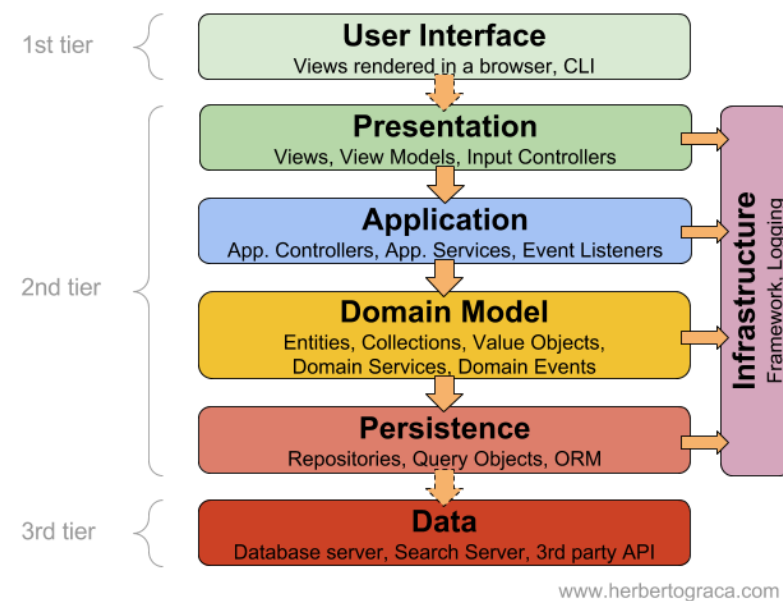 1st tier
User Interface
Views rendered in a browser, CLI
2nd tier
Presentation
Views, View Models, Input Controllers
Application
App. Controllers, App. Services, Event Listeners
Domain Model
Entities, Collections, Value Objects,
Domain Services, Domain Events
Persistence
Repositories, Query Objects, ORM
Infrastructure
Framework, Logging
3rd tier
Data
Database server, Search Server, 3rd party API
www.herbertograca.com